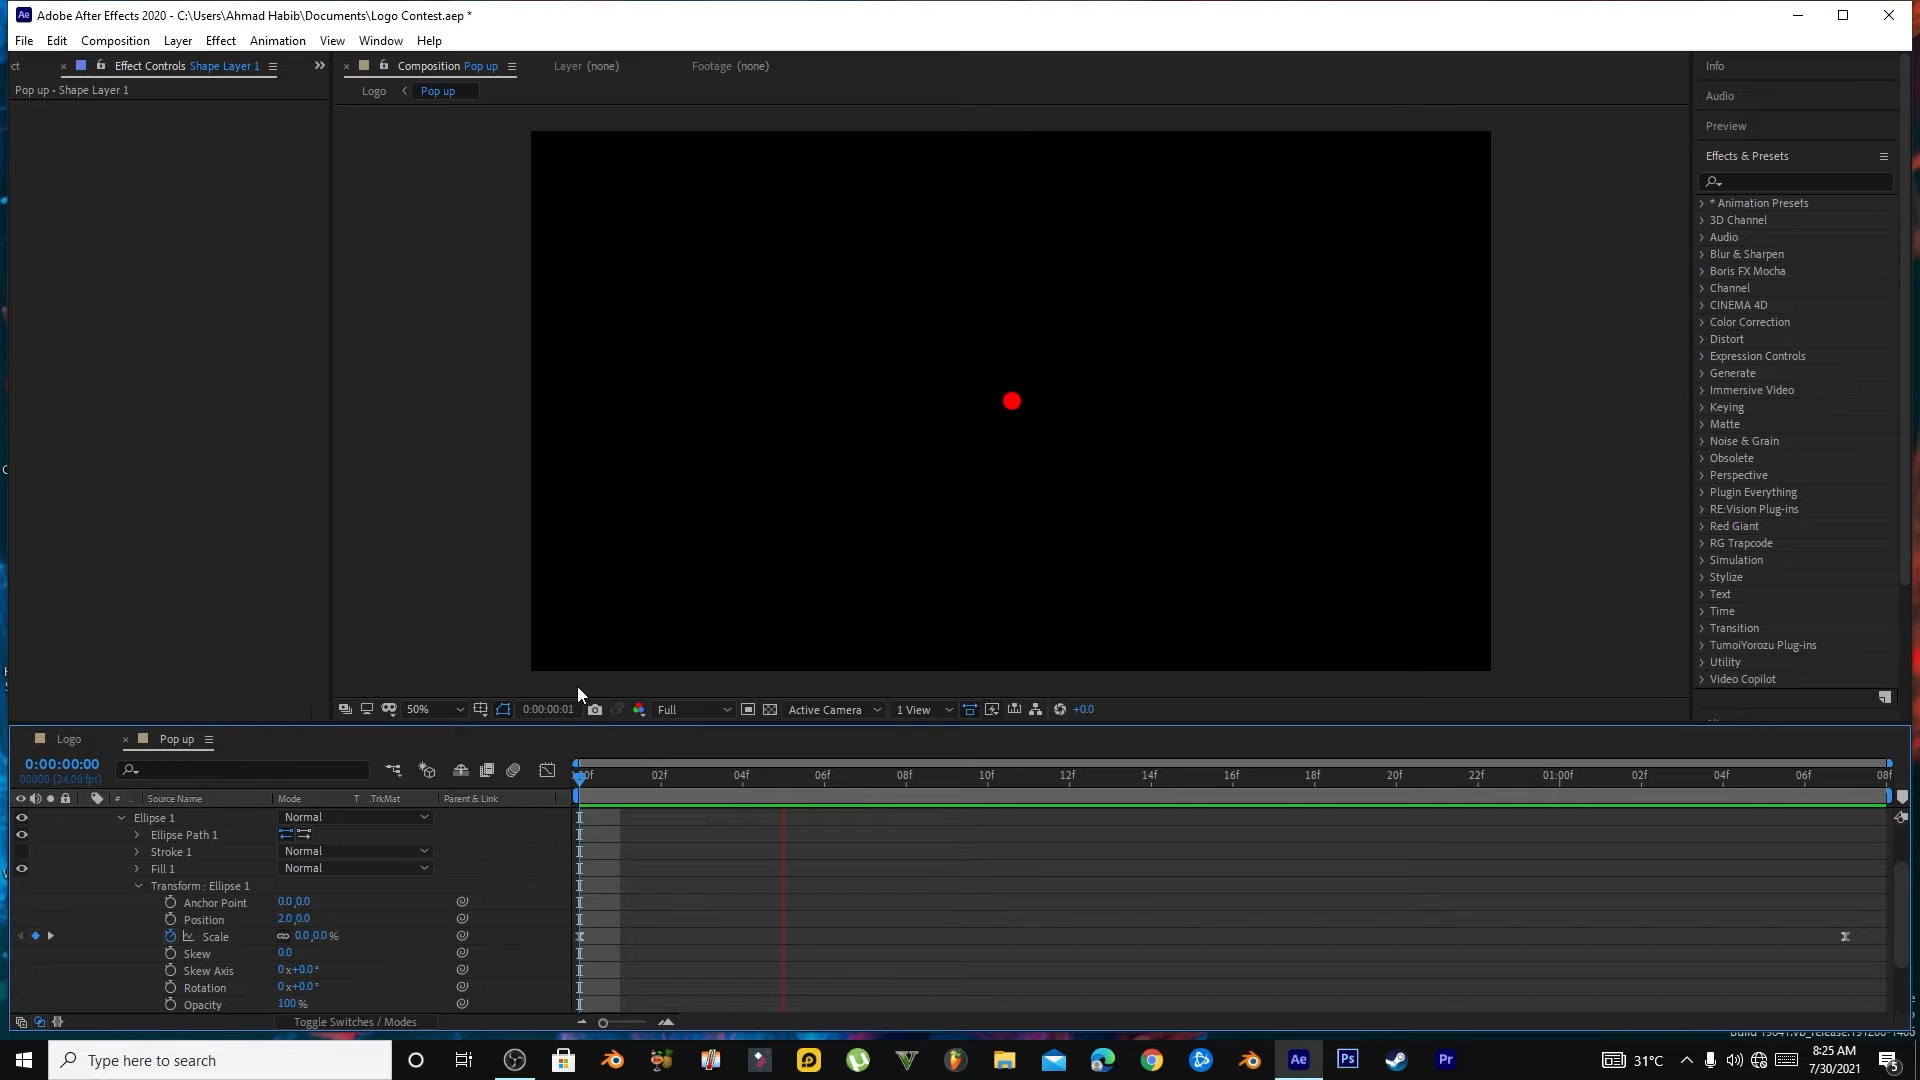 Adobe After Effects 2020 - C:\Users\Ahmad Habib\Documents\Logo Contest.aep *
File Edit Composition Layer Effect Animation View Window Help
ct × Effect Controls Shape Layer 1
Pop up • Shape Layer 1
× Composition Pop up Layer (none) Footage (none)
Logo < Pop up
Info
Audio
Preview
Effects & Presets
* Animation Presets
3D Channel
Audio
Blur & Sharpen
Boris FX Mocha
Channel
CINEMA 4D
Color Correction
Distort
Expression Controls
Generate
Immersive Video
Keying
Matte
Noise & Grain
Obsolete
Perspective
Plugin Everything
RE:Vision Plug-ins
Red Giant
RG Trapcode
Simulation
Stylize
Text
Time
Transition
TumoiYorozu Plug-ins
Utility
Video Copilot
50% 0:00:00:01 Full Active Camera 1 View +0.0
Logo × Pop up
0:00:00:00
00000 (24.00 fps)
:00f 02f 04f 06f 08f 10f 12f 14f 16f 18f 20f 22f 01:00f 02f 04f 06f 08f
# . Source Name Mode T .TrkMat Parent & Link
Ellipse 1 Normal
Ellipse Path 1
Stroke 1 Normal
Fill 1 Normal
Transform : Ellipse 1
Anchor Point 0.0,0.0
Position 2.0,0.0
Scale 0.0,0.0 %
Skew 0.0
Skew Axis 0x+0.0°
Rotation 0x+0.0°
Opacity 100 %
Toggle Switches / Modes
Type here to search
Ae Ps Pr
31°C
8:25 AM
7/30/2021
5